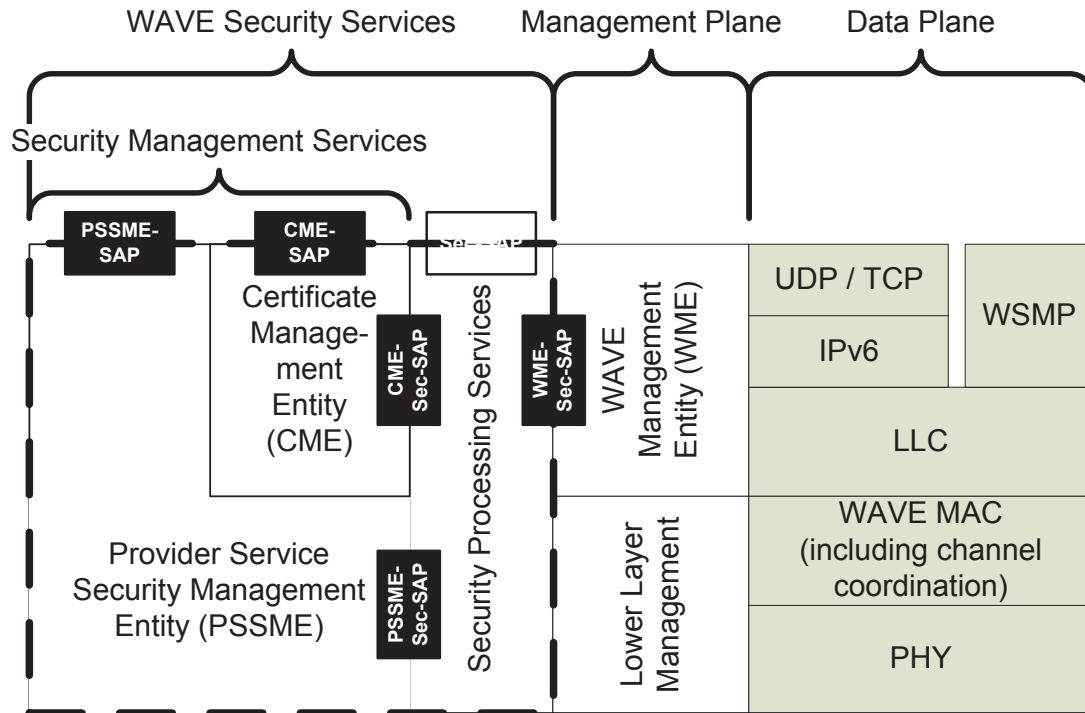 WAVE Security Services
Management Plane
Data Plane
Security Management Services
PSSME-
SAP
CME-
SAP
Sec-SAP
Certificate
Manage-
ment
Entity
(CME)
CME-
Sec-SAP
Security Processing Services
WME-
Sec-SAP
WAVE
Management
Entity (WME)
UDP / TCP
IPv6
WSMP
LLC
Provider Service
Security Management
Entity (PSSME)
PSSME-
Sec-SAP
Lower Layer
Management
WAVE MAC
(including channel
coordination)
PHY